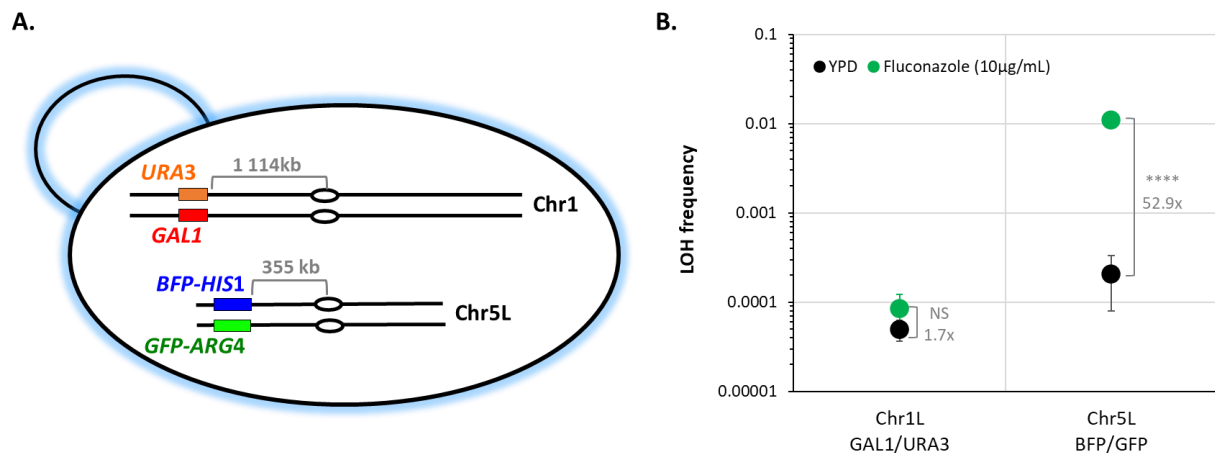 A.
URA3
1 114kb
Chr1
GAL1
BFP-HIS1
355 kb
Chr5L
GFP-ARG4
B.
0.1
YPD Fluconazole (10µg/mL)
0.01
**** 
52.9x
0.001
LOH frequency
0.0001
NS
1.7x
0.00001
Chr1L
GAL1/URA3
Chr5L
BFP/GFP